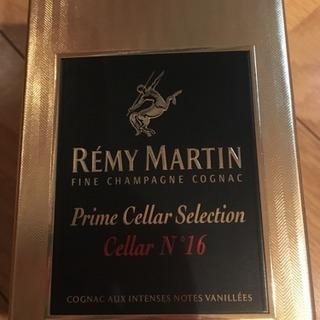 RÉMY MARTIN
FINE CHAMPAGNE COGNAC
Prime Cellar Selection
Cellar N°16
COGNAC AUX INTENSES NOTES VANILLÉES